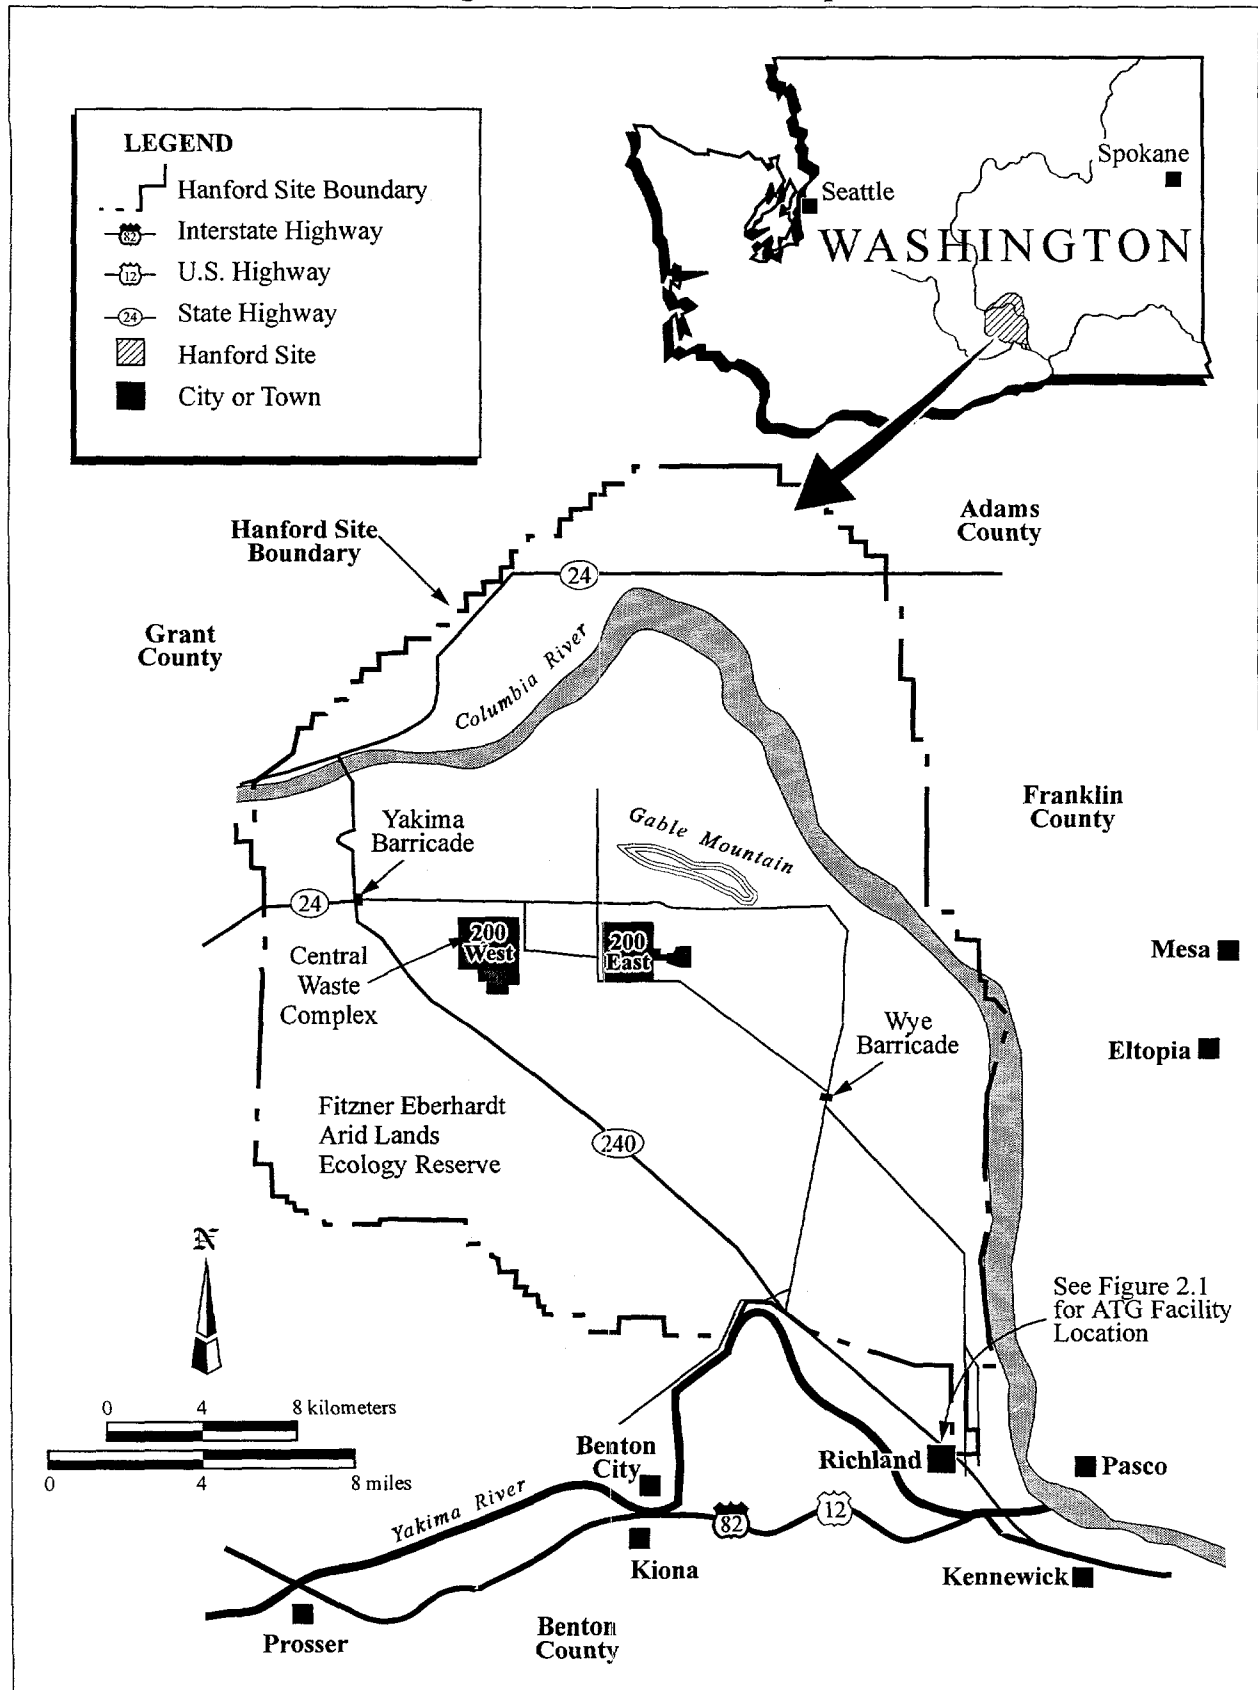 LEGEND
Hanford Site Boundary
82
Interstate Highway
12
U.S. Highway
24
State Highway
Hanford Site
City or Town
Spokane
Seattle
WASHINGTON
Adams
County
Hanford Site
Boundary
24
Grant
County
Columbia River
Franklin
County
Gable Mountain
Yakima
Barricade
24
200
West
200
East
Central
Waste
Complex
Mesa
Wye
Barricade
Eltopia
Fitzner Eberhardt
Arid Lands
Ecology Reserve
240
N
See Figure 2.1
for ATG Facility
Location
0 4 8 kilometers
0 4 8 miles
Benton
City
Richland
Pasco
Yakima River
82
12
Kiona
Kennewick
Prosser
Benton
County